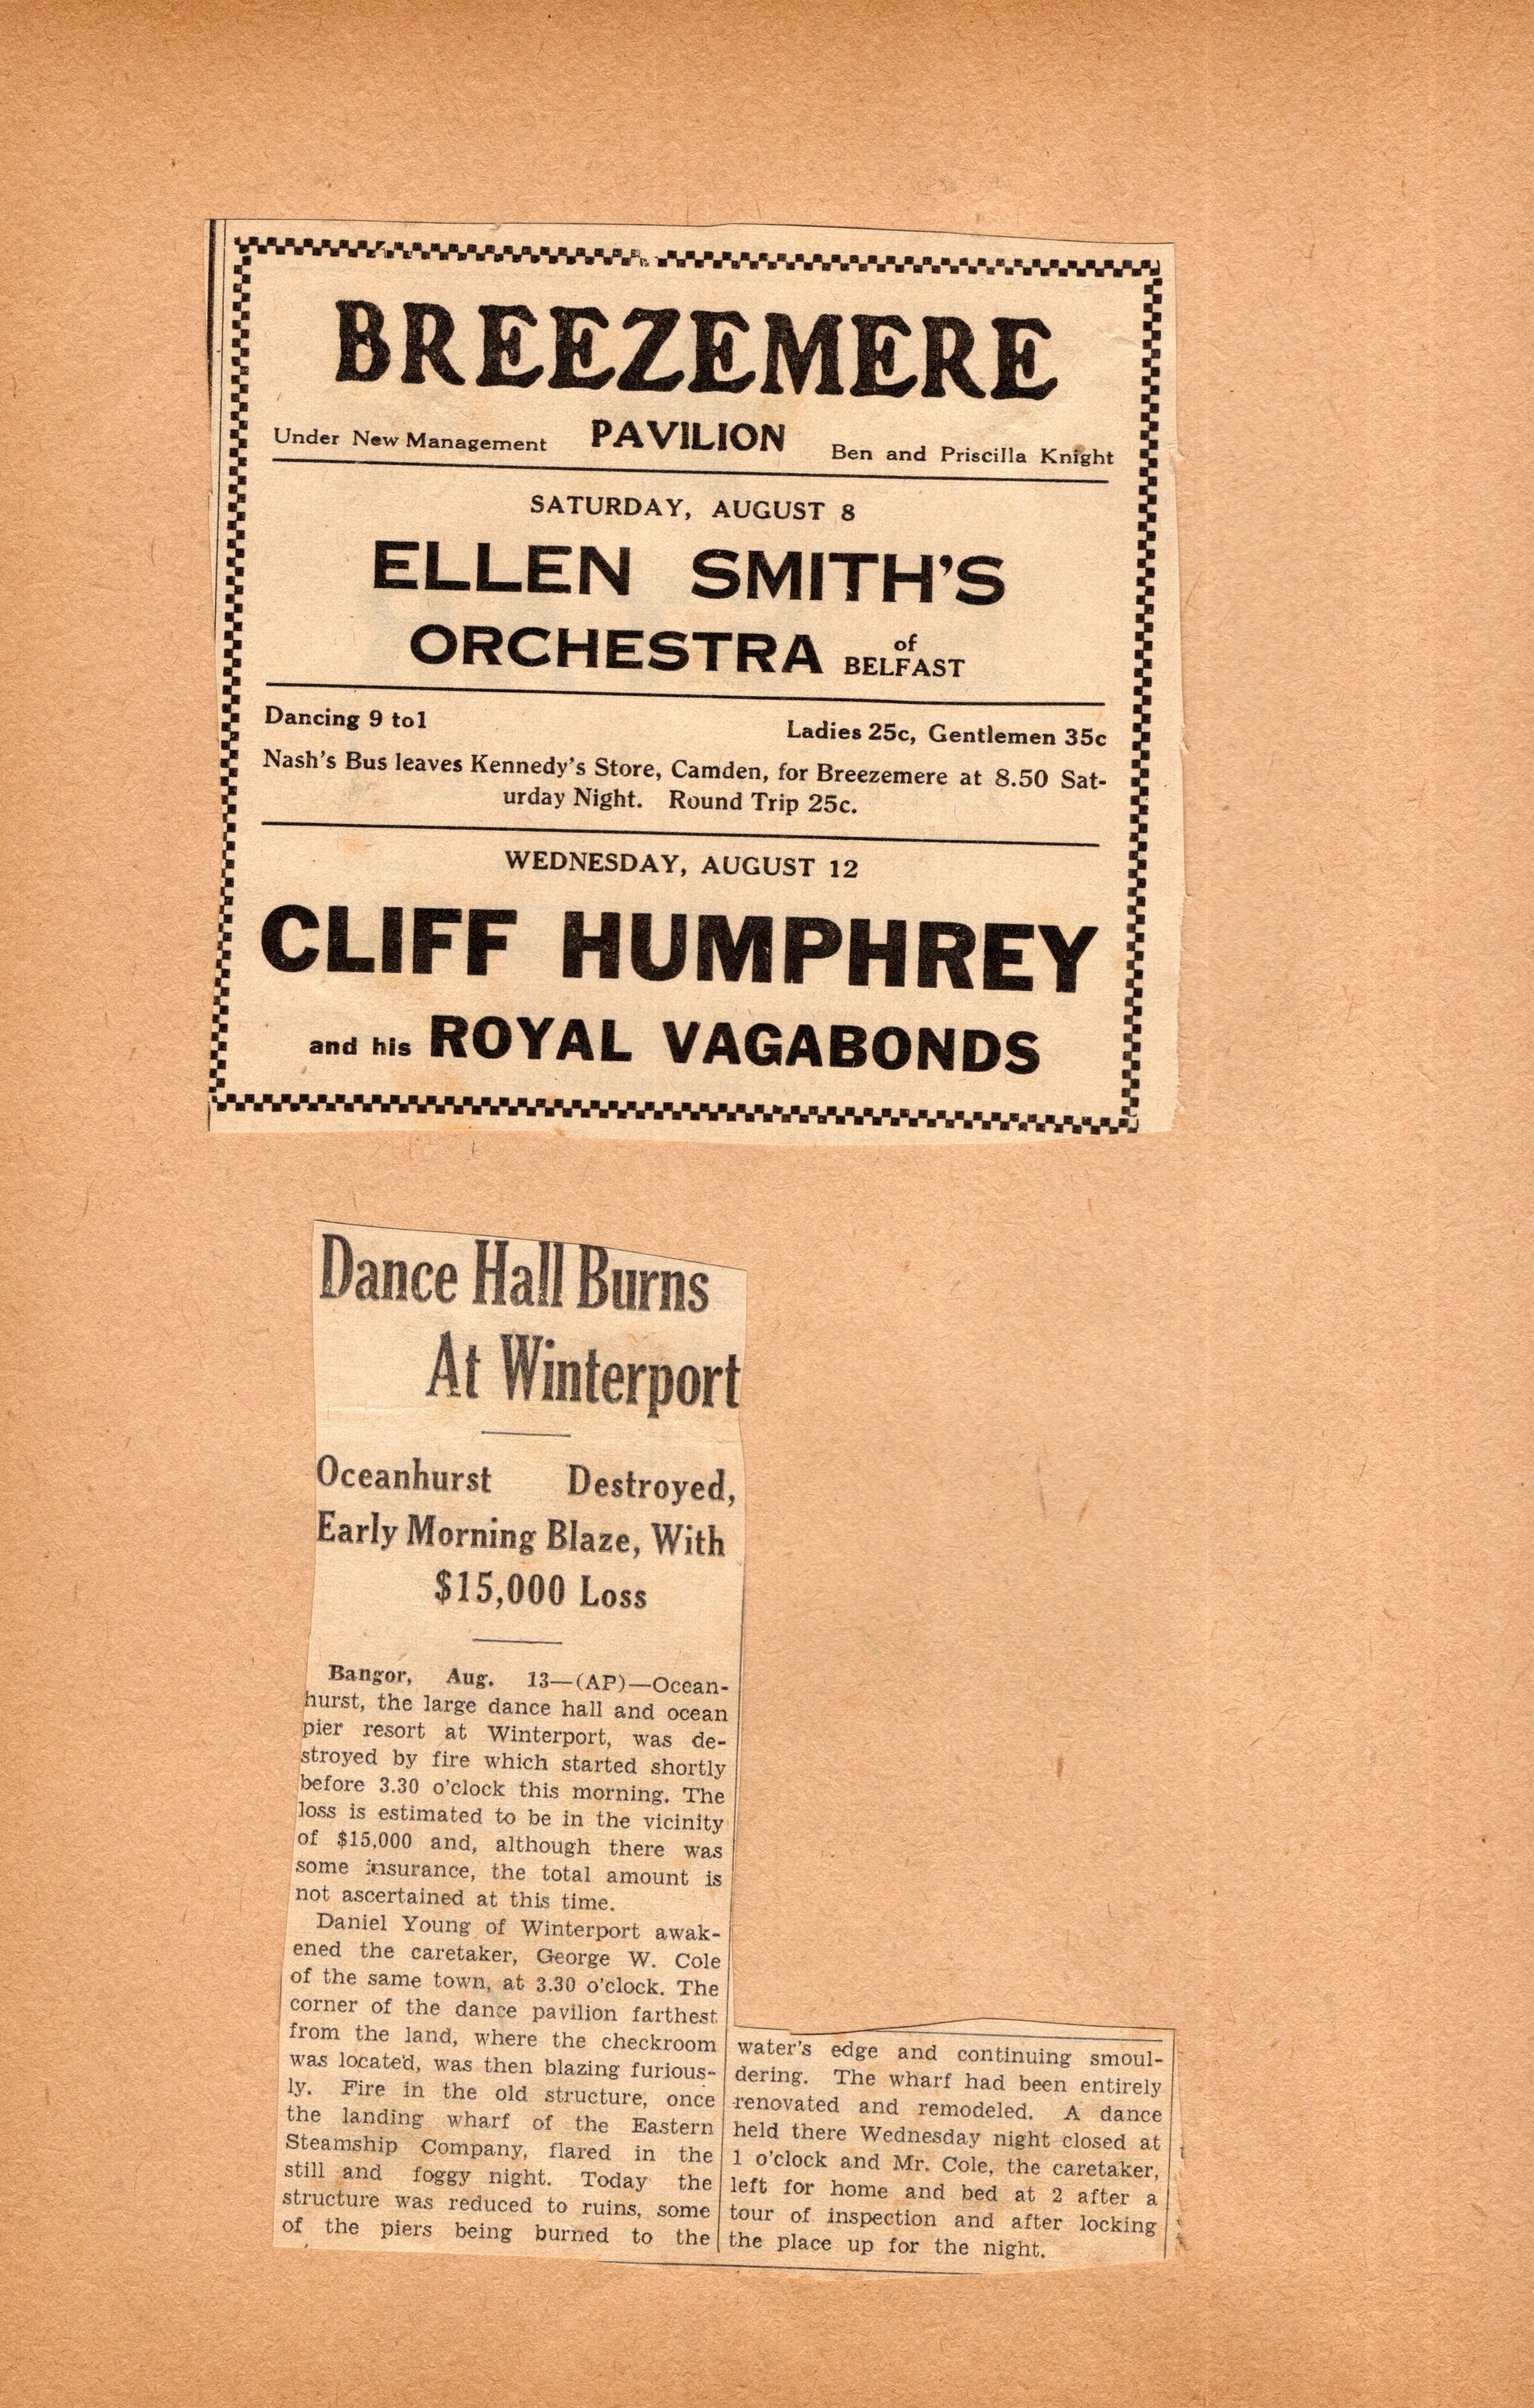 BREEZEMERE
Under New Management PAVILION Ben and Priscilla Knight
SATURDAY, AUGUST 8
ELLEN SMITH'S
ORCHESTRA of BELFAST
Dancing 9 to1 Ladies 25c, Gentlemen 35c
Nash's Bus leaves Kennedy's Store, Camden, for Breezemere at 8.50 Sat-
urday Night. Round Trip 25c.
WEDNESDAY, AUGUST 12
CLIFF HUMPHREY
and his ROYAL VAGABONDS
Dance Hall Burns
At Winterport
Oceanhurst Destroyed,
Early Morning Blaze, With
$15,000 Loss
Bangor, Aug. 13—(AP)—Ocean-
hurst, the large dance hall and ocean
pier resort at Winterport, was de-
stroyed by fire which started shortly
before 3.30 o'clock this morning. The
loss is estimated to be in the vicinity
of $15,000 and, although there was
some insurance, the total amount is
not ascertained at this time.
Daniel Young of Winterport awak-
ened the caretaker, George W. Cole
of the same town, at 3.30 o'clock. The
corner of the dance pavilion farthest
from the land, where the checkroom
was located, was then blazing furious-
ly. Fire in the old structure, once
the landing wharf of the Eastern
Steamship Company, flared in the
still and foggy night. Today the
structure was reduced to ruins, some
of the piers being burned to the
water's edge and continuing smoul-
dering. The wharf had been entirely
renovated and remodeled. A dance
held there Wednesday night closed at
1 o'clock and Mr. Cole, the caretaker,
left for home and bed at 2 after a
tour of inspection and after locking
the place up for the night.